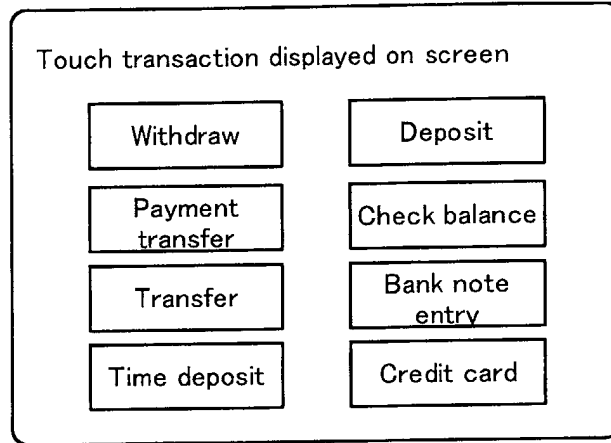 Touch transaction displayed on screen
Withdraw
Deposit
Payment
transfer
Check balance
Transfer
Bank note
entry
Time deposit
Credit card